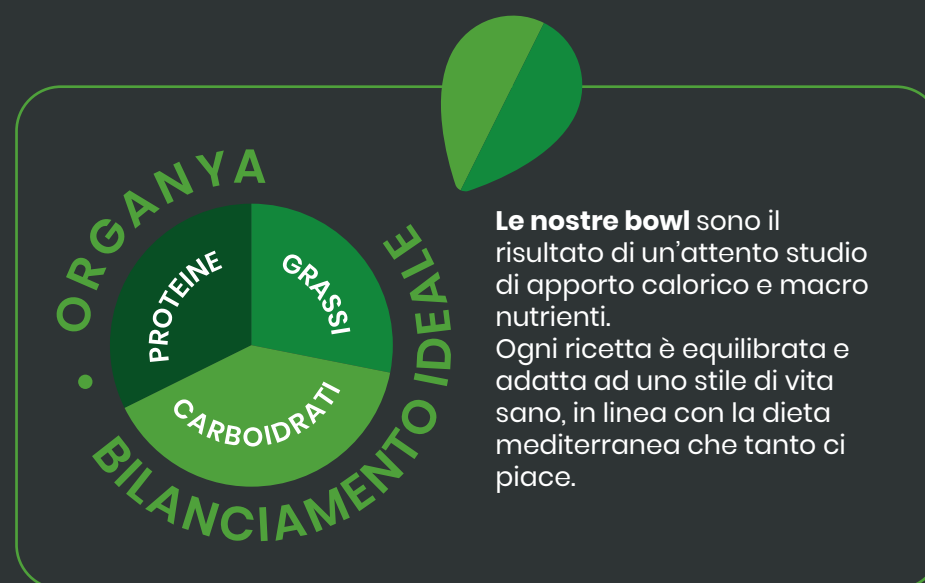 ORGANYA
• BILANCIAMENTO IDEALE
PROTEINE
GRASSI
CARBOIDRATI
Le nostre bowl sono il
risultato di un’attento studio
di apporto calorico e macro
nutrienti.
Ogni ricetta è equilibrata e
adatta ad uno stile di vita
sano, in linea con la dieta
mediterranea che tanto ci
piace.